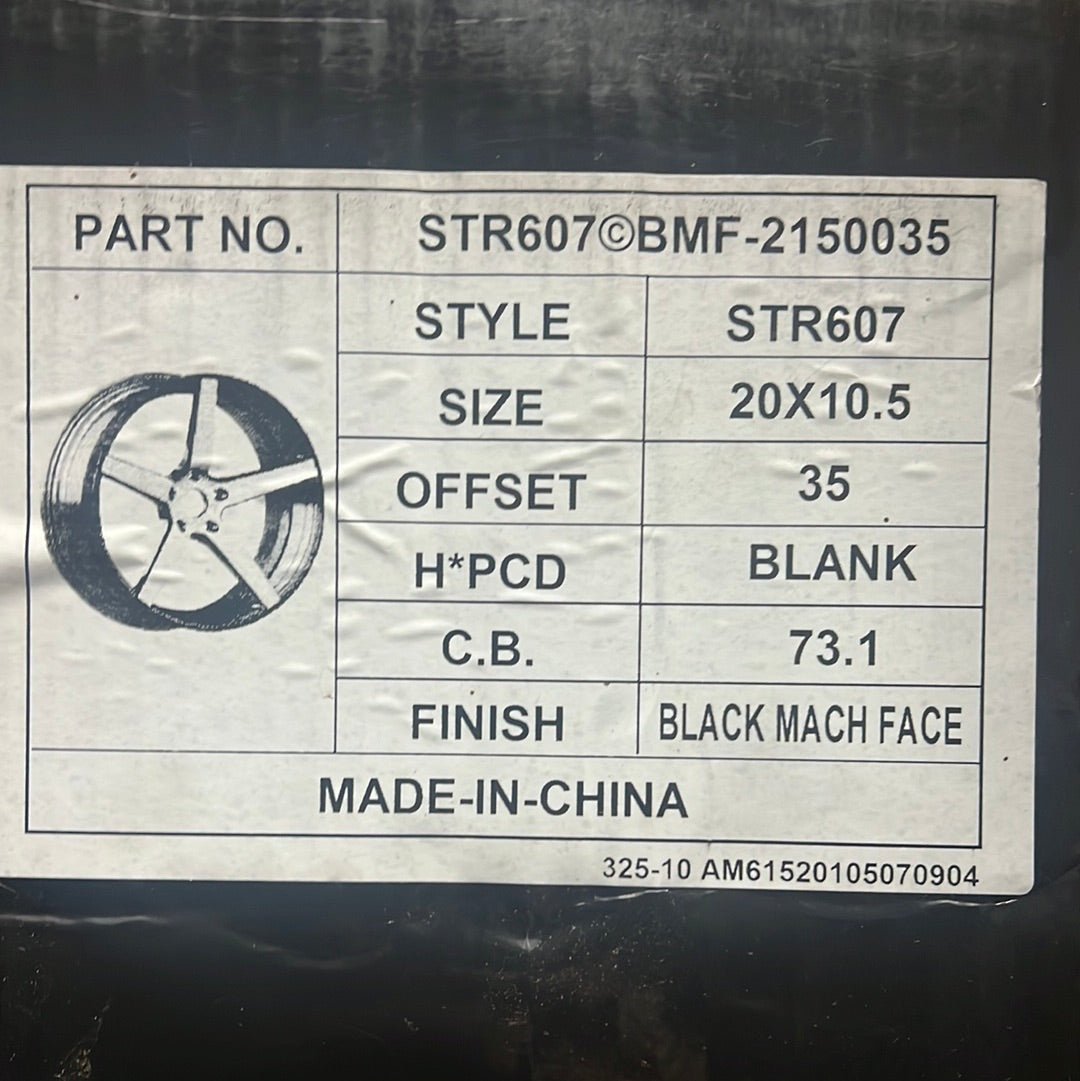 PART NO. STR607©BMF-2150035
STYLE STR607
SIZE 20X10.5
OFFSET 35
H*PCD BLANK
C.B. 73.1
FINISH BLACK MACH FACE
MADE-IN-CHINA
325-10 AM61520105070904